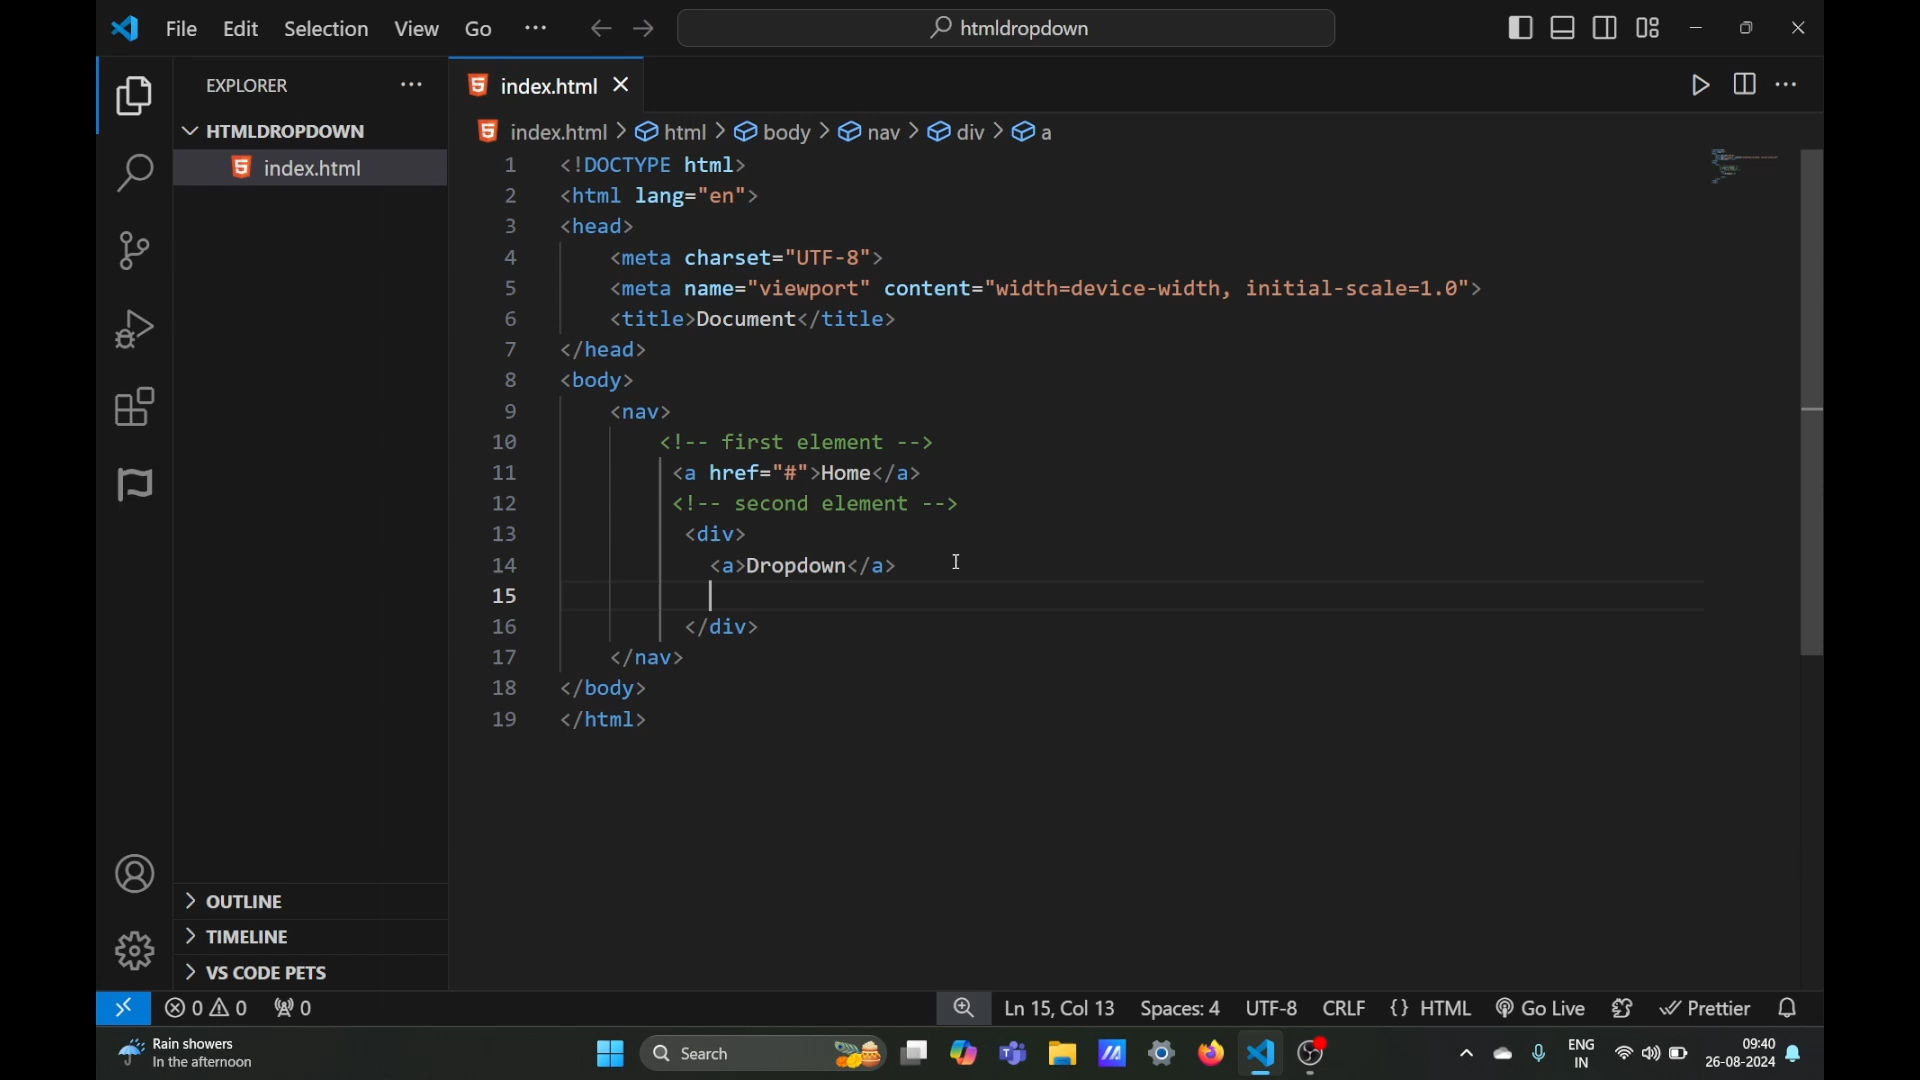 File Edit Selection View Go ··· htmldropdown
EXPLORER ···
HTMLDROPDOWN
index.html
index.html
index.html > html > body > nav > div > a
1 <!DOCTYPE html>
2 <html lang="en">
3 <head>
4 <meta charset="UTF-8">
5 <meta name="viewport" content="width=device-width, initial-scale=1.0">
6 <title>Document</title>
7 </head>
8 <body>
9 <nav>
10 <!-- first element -->
11 <a href="#">Home</a>
12 <!-- second element -->
13 <div>
14 <a>Dropdown</a>
15
16 </div>
17 </nav>
18 </body>
19 </html>
OUTLINE
TIMELINE
VS CODE PETS
0 0 0 Ln 15, Col 13 Spaces: 4 UTF-8 CRLF {} HTML Go Live Prettier
Rain showers
In the afternoon
Search
ENG
IN
09:40
26-08-2024